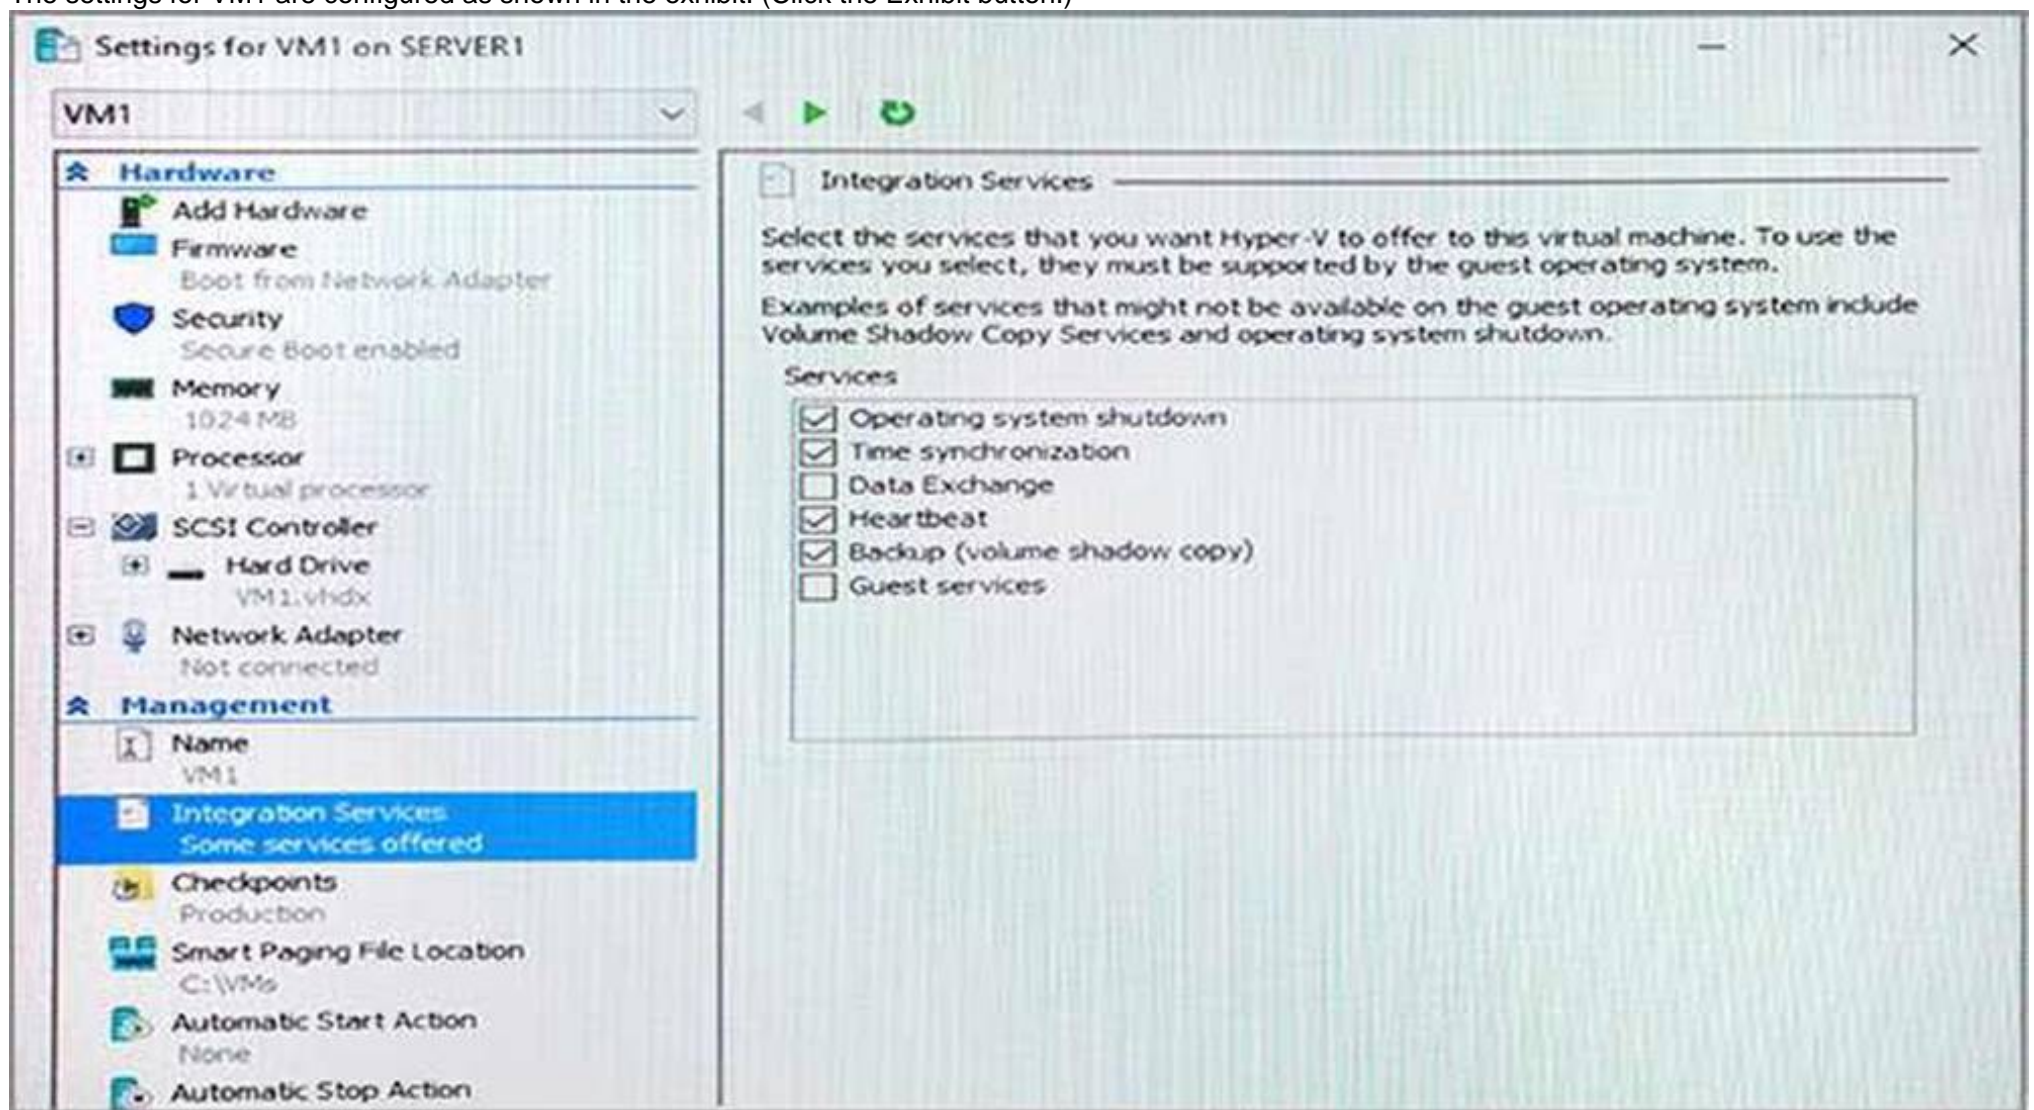 The settings for VM1 are configured as shown in the exhibit. (Click the Exhibit button.)
Settings for VM1 on SERVER1
VM1
Hardware
Add Hardware
Firmware
Boot from Network Adapter
Security
Secure Boot enabled
Memory
1024 MB
Processor
1 Virtual processor
SCSI Controller
Hard Drive
VM1.vhdx
Network Adapter
Not connected
Management
Name
VM1
Integration Services
Some services offered
Checkpoints
Production
Smart Paging File Location
C:\VMs
Automatic Start Action
None
Automatic Stop Action
Integration Services
Select the services that you want Hyper-V to offer to this virtual machine. To use the
services you select, they must be supported by the guest operating system.
Examples of services that might not be available on the guest operating system include
Volume Shadow Copy Services and operating system shutdown.
Services
Operating system shutdown
Time synchronization
Data Exchange
Heartbeat
Backup (volume shadow copy)
Guest services